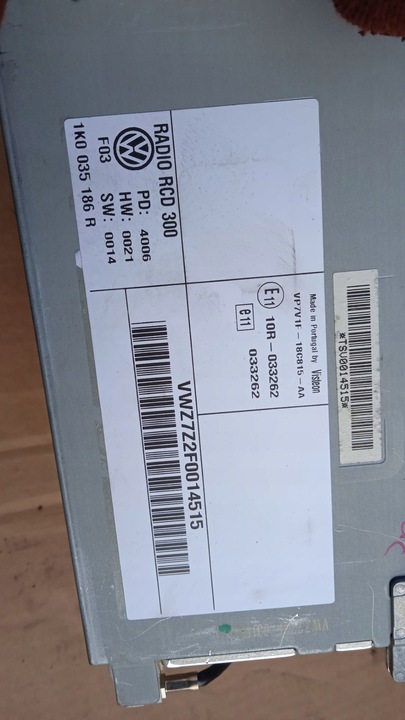 RADIO RCD 300
PD: 4006
HW: 0021
F03 SW: 0014
1K0 035 186 R
Made in Portugal by Visteon
VP7V1F-18C815-AA
E11 10R-033262
e11 033262
VWZ7Z2F0014515
*TSV0014515*